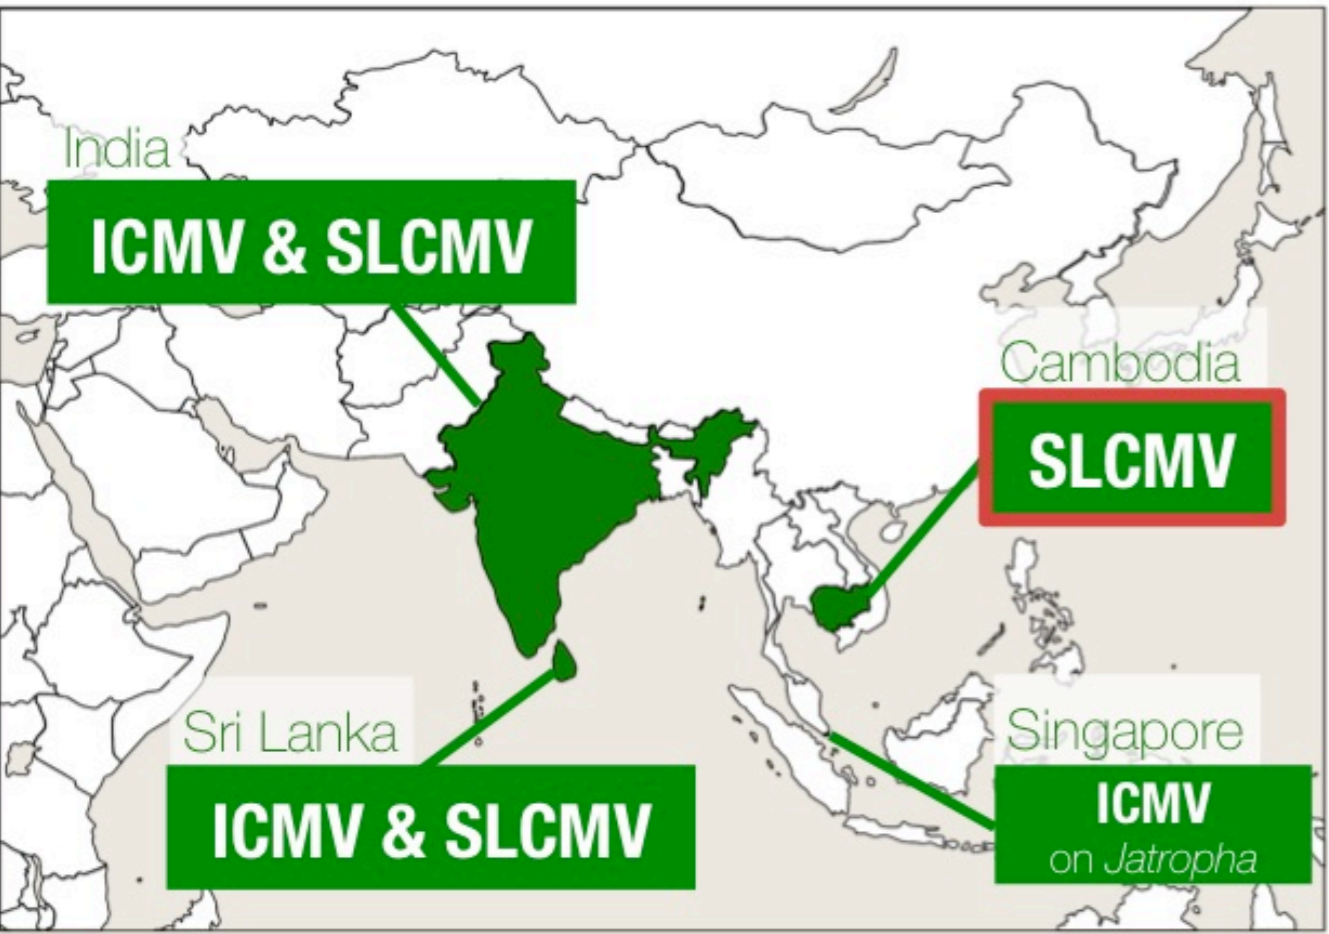 India
ICMV & SLCMV
Cambodia
SLCMV
Sri Lanka
ICMV & SLCMV
Singapore
ICMV
on Jatropha